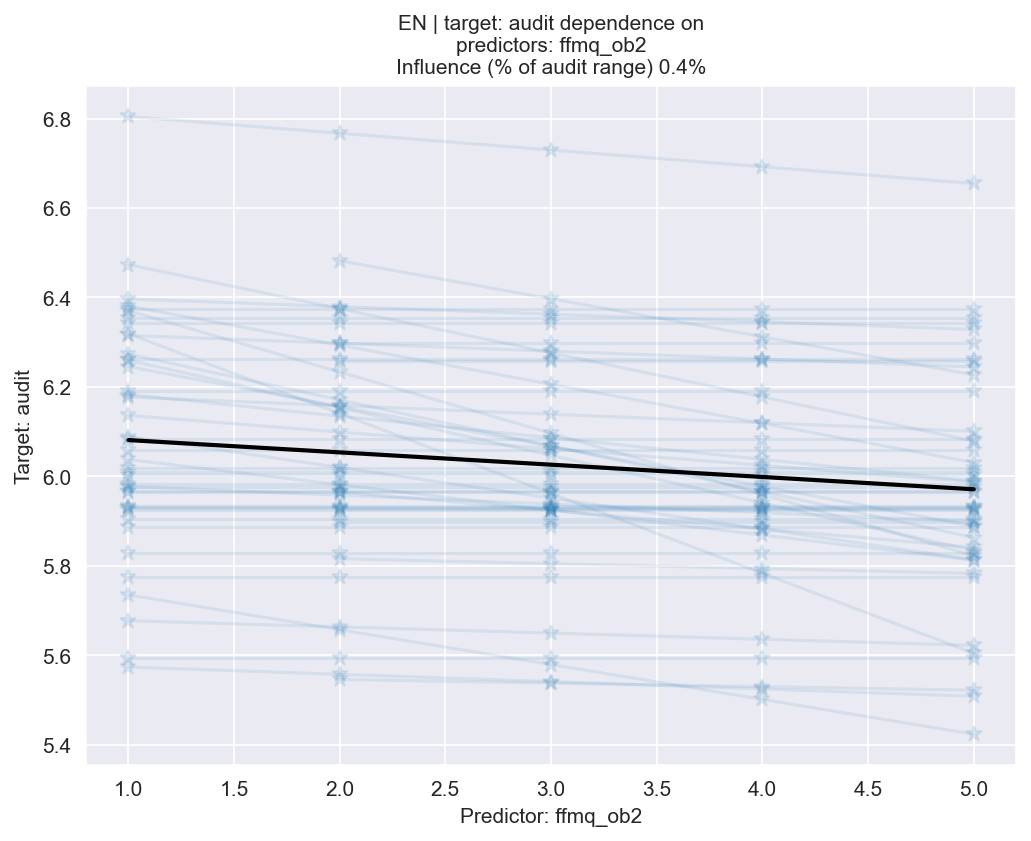 EN | target: audit dependence on
predictors: ffmq_ob2
Influence (% of audit range) 0.4%
6.8
6.6
6.4
6.2
6.0
5.8
5.6
5.4
Target: audit
1.0 1.5 2.0 2.5 3.0 3.5 4.0 4.5 5.0
Predictor: ffmq_ob2